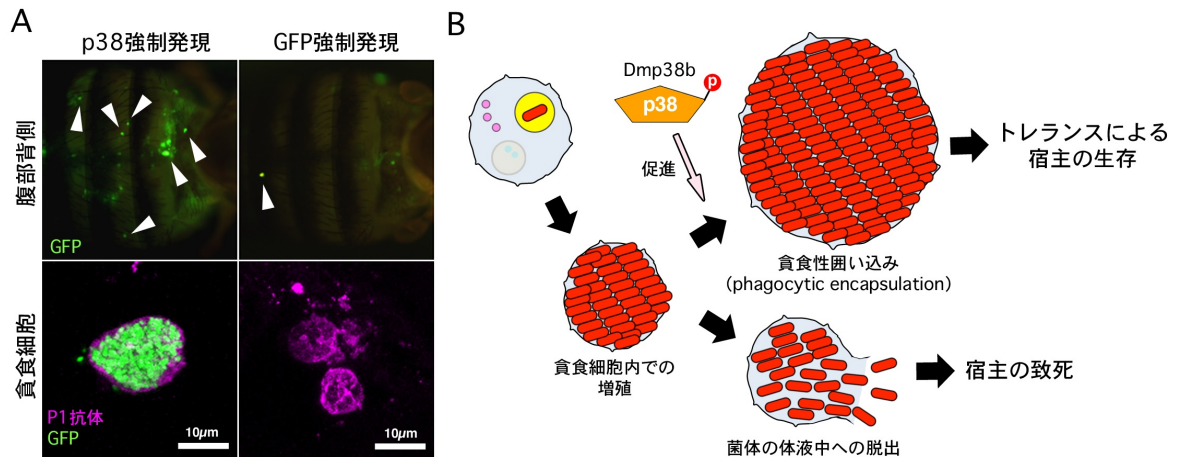 A
p38強制発現
GFP強制発現
腹部背側
GFP
貪食細胞
P1抗体
GFP
10μm
10μm
B
Dmp38b
p
p38
促進
トレランスによる
宿主の生存
貪食性囲い込み
(phagocytic encapsulation)
貪食細胞内での
増殖
宿主の致死
菌体の体液中への脱出